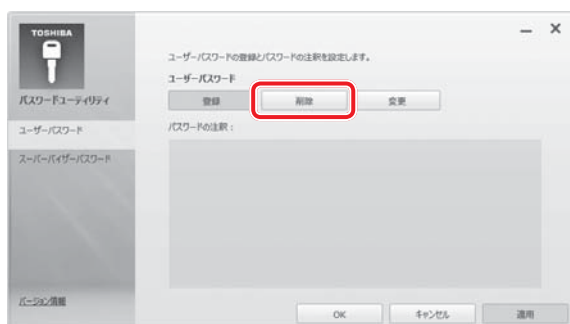 TOSHIBA
パスワードユーティリティ
ユーザーパスワード
スーパーバイザーパスワード
バージョン情報
ユーザーパスワードの登録とパスワードの注釈を設定します。
ユーザーパスワード
登録 削除 変更
パスワードの注釈：
OK キャンセル 適用